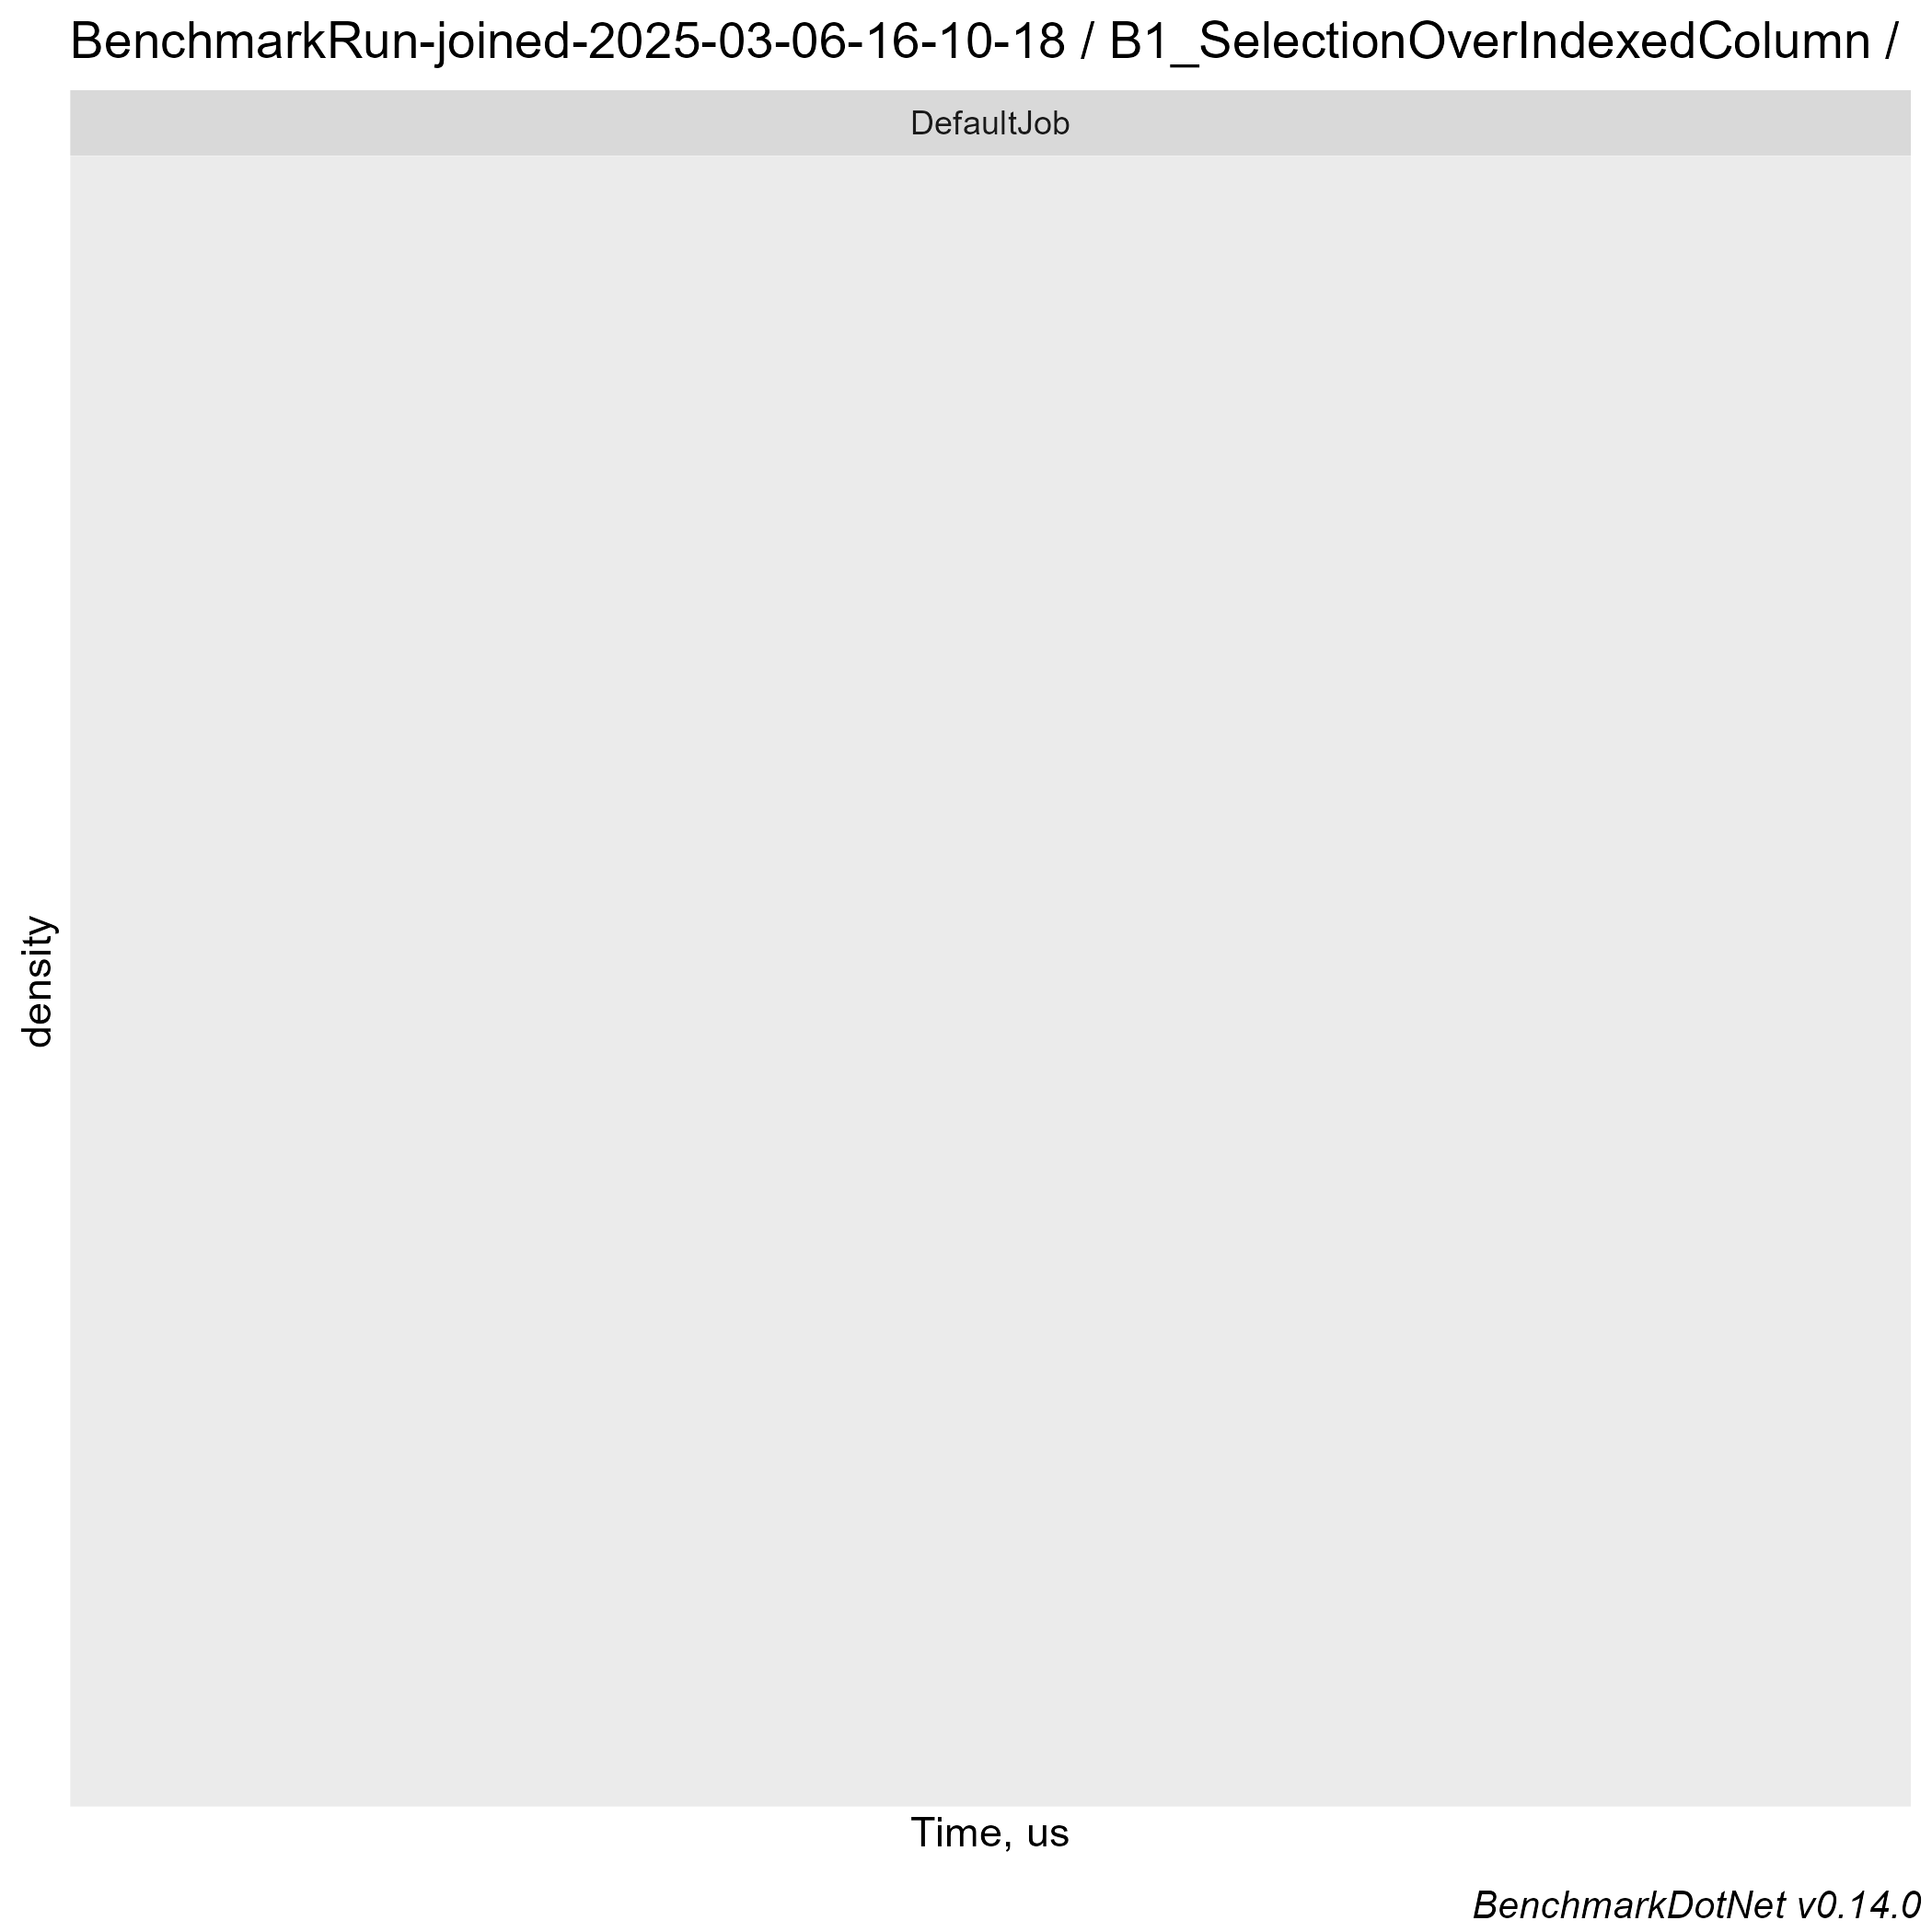 BenchmarkRun-joined-2025-03-06-16-10-18 / B1_SelectionOverIndexedColumn /
DefaultJob
density
Time, us
BenchmarkDotNet v0.14.0